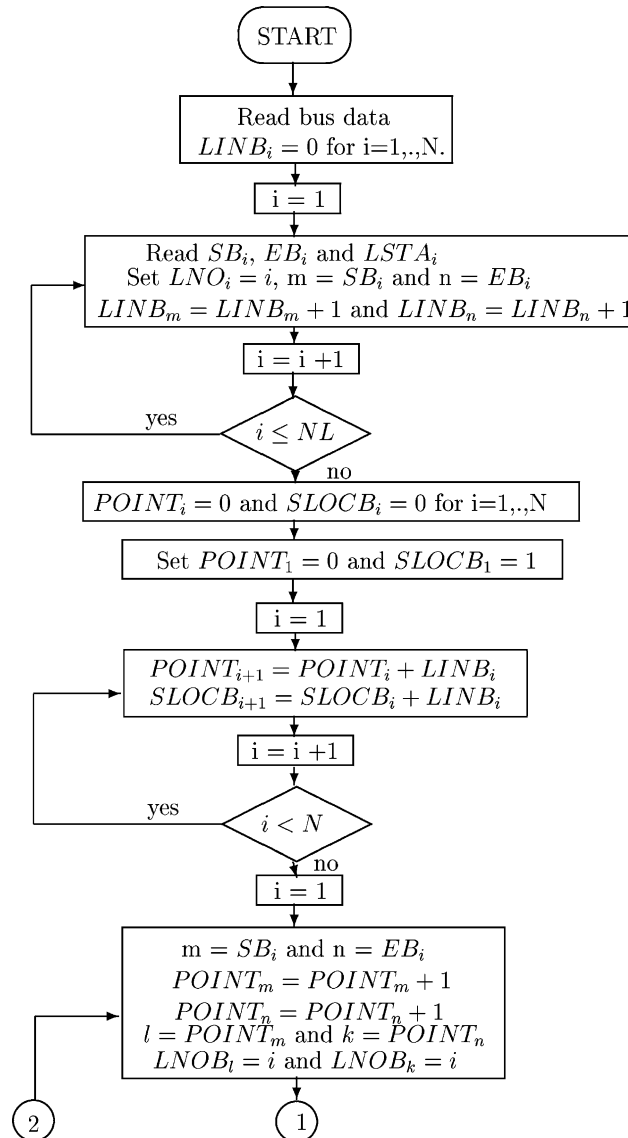 START
Read bus data
LINB_i = 0 for i=1,.,N.
i = 1
Read SB_i, EB_i and LSTA_i
Set LNO_i = i, m = SB_i and n = EB_i
LINB_m = LINB_m + 1 and LINB_n = LINB_n + 1
i = i +1
yes
i ≤ NL
no
POINT_i = 0 and SLOCB_i = 0 for i=1,.,N
Set POINT_1 = 0 and SLOCB_1 = 1
i = 1
POINT_{i+1} = POINT_i + LINB_i
SLOCB_{i+1} = SLOCB_i + LINB_i
i = i +1
yes
i < N
no
i = 1
m = SB_i and n = EB_i
POINT_m = POINT_m + 1
POINT_n = POINT_n + 1
l = POINT_m and k = POINT_n
LNOB_l = i and LNOB_k = i
2
1